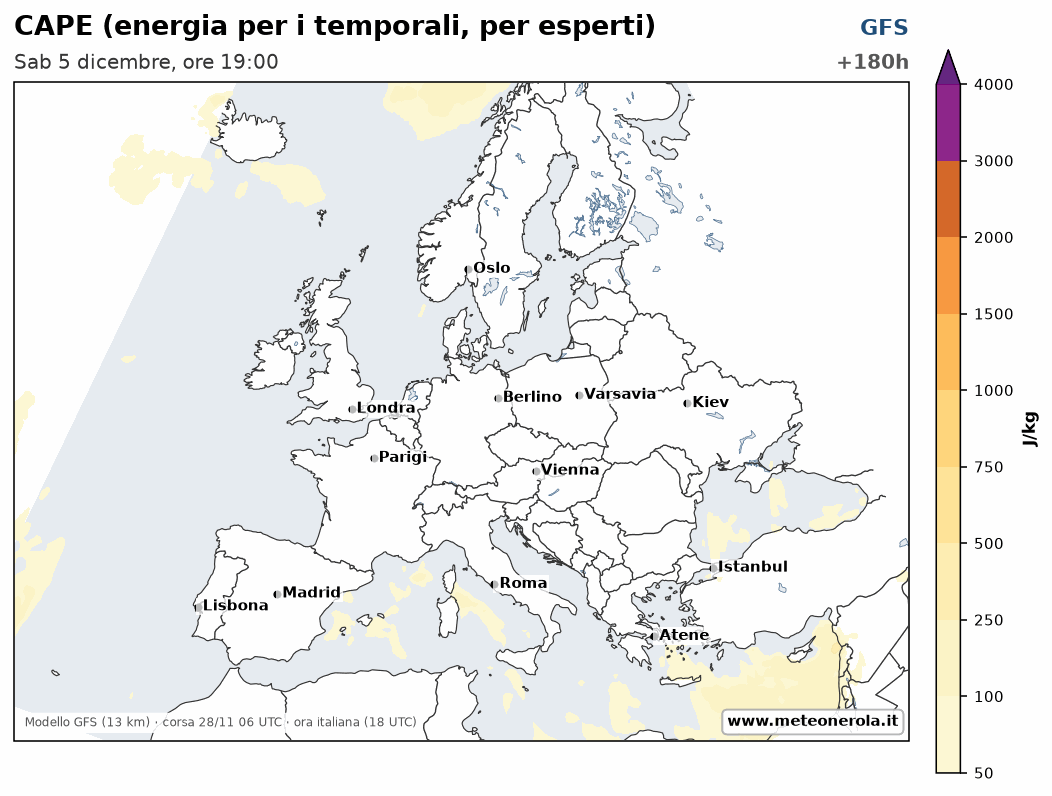 CAPE (energia per i temporali, per esperti)
GFS
Sab 5 dicembre, ore 19:00
+180h
4000
3000
2000
1500
1000
750
500
250
100
50
J/kg
Oslo
Berlino
Varsavia
Londra
Kiev
Parigi
Vienna
Istanbul
Roma
Madrid
Lisbona
Atene
Modello GFS (13 km) · corsa 28/11 06 UTC · ora italiana (18 UTC)
www.meteonerola.it